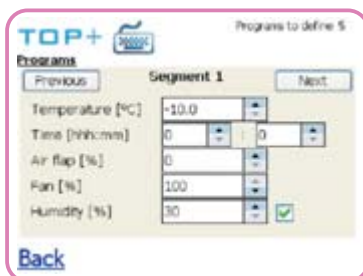 TOP+
Programs to define 5
Programs
Previous Segment 1 Next
Temperature [ºC] -10.0
Time [hhh:mm] 0 : 0
Air flap [%] 0
Fan [%] 100
Humidity [%] 30
Back